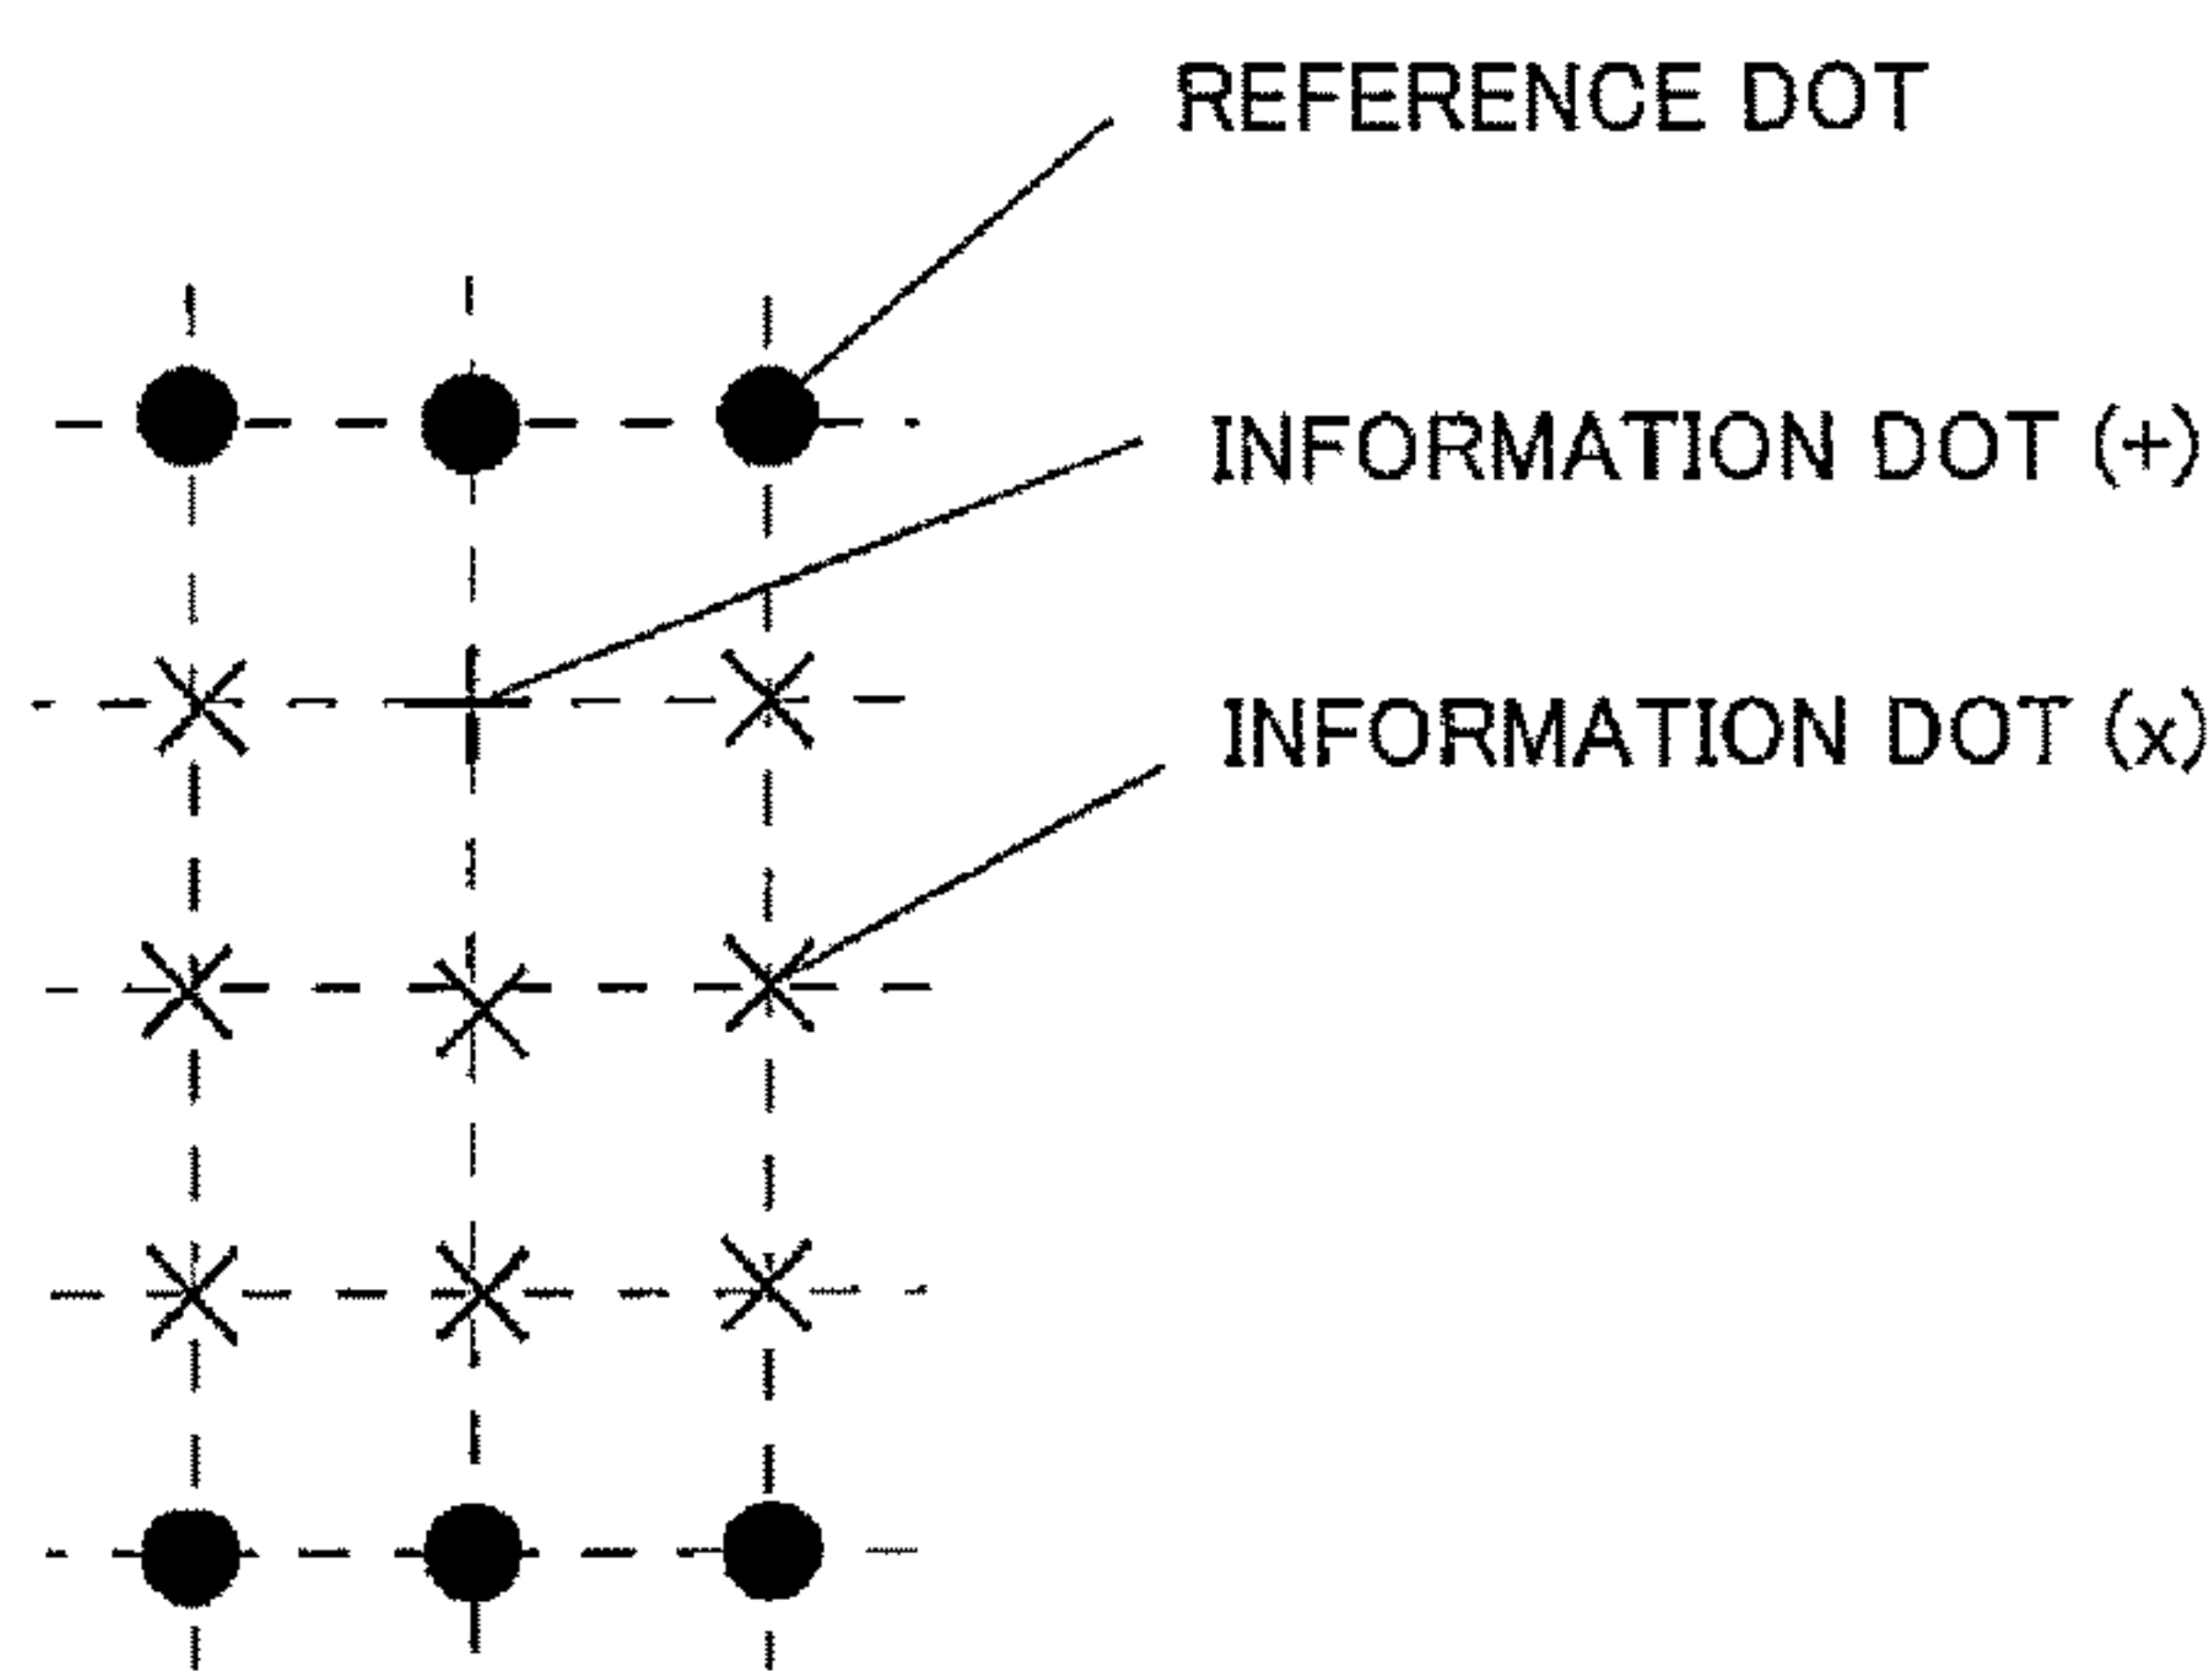 REFERENCE DOT
INFORMATION DOT (+)
INFORMATION DOT (x)